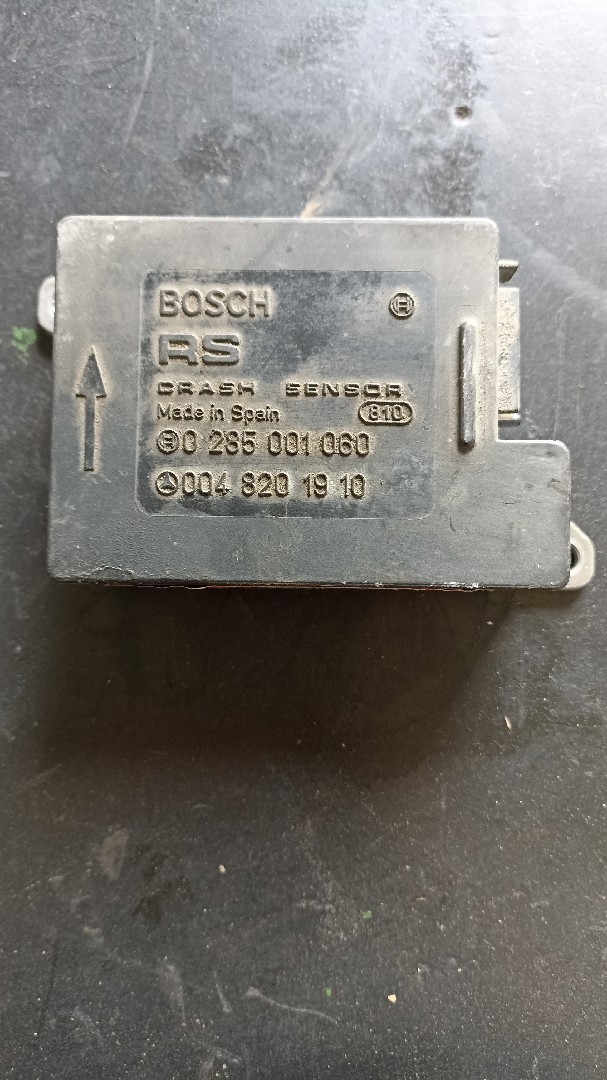 BOSCH
RS
CRASH SENSOR
Made in Spain 810
0 285 001 060
004 820 19 10